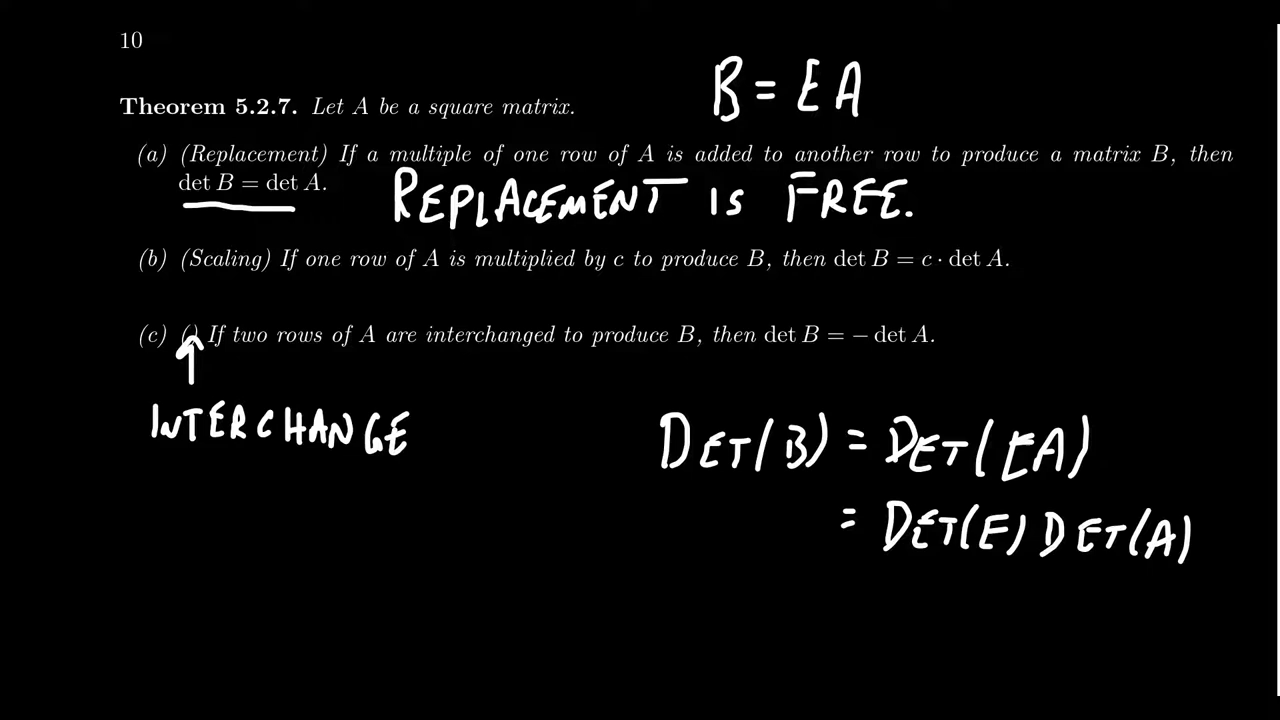 10
B = EA
Theorem 5.2.7. Let A be a square matrix.
(a) (Replacement) If a multiple of one row of A is added to another row to produce a matrix B, then
det B = det A.
REPLACEMENT IS FREE.
(b) (Scaling) If one row of A is multiplied by c to produce B, then det B = c · det A.
(c) () If two rows of A are interchanged to produce B, then det B = − det A.
INTERCHANGE
DET(B) = DET(EA)
= DET(E) DET(A)